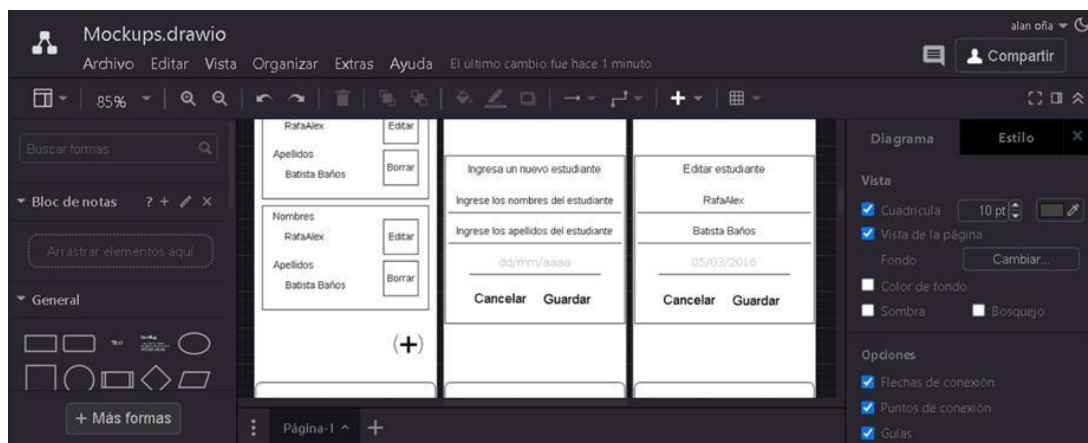 alan oña
Mockups.drawio
Archivo Editar Vista Organizar Extras Ayuda El último cambio fue hace 1 minuto
Compartir
85%
Buscar formas
Bloc de notas ? + ×
Arrastrar elementos aquí
General
Text
Heading
+ Más formas
RafaAlex Editar
Apellidos
Batista Baños Borrar
Nombres
RafaAlex Editar
Apellidos
Batista Baños Borrar
(+)
Ingresa un nuevo estudiante
Ingrese los nombres del estudiante
Ingrese los apellidos del estudiante
dd/mm/aaaa
Cancelar Guardar
Editar estudiante
RafaAlex
Batista Baños
05/03/2016
Cancelar Guardar
Página-1
Diagrama Estilo ×
Vista
Cuadrícula 10 pt
Vista de la página
Fondo Cambiar...
Color de fondo
Sombra Bosquejo
Opciones
Flechas de conexión
Puntos de conexión
Guías